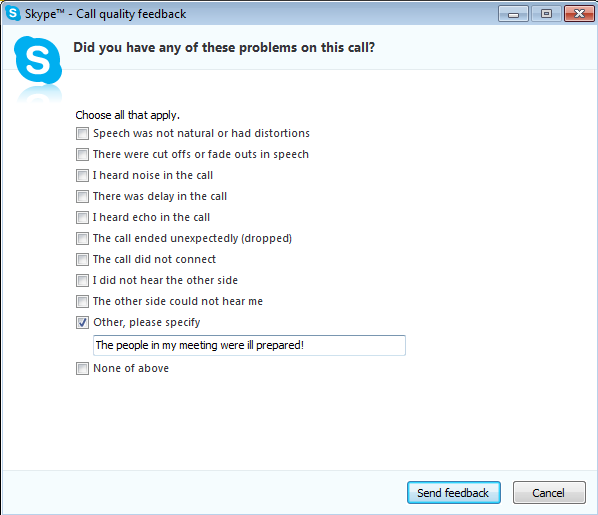 Skype™ - Call quality feedback
Did you have any of these problems on this call?
Choose all that apply.
Speech was not natural or had distortions
There were cut offs or fade outs in speech
I heard noise in the call
There was delay in the call
I heard echo in the call
The call ended unexpectedly (dropped)
The call did not connect
I did not hear the other side
The other side could not hear me
Other, please specify
The people in my meeting were ill prepared!
None of above
Send feedback Cancel